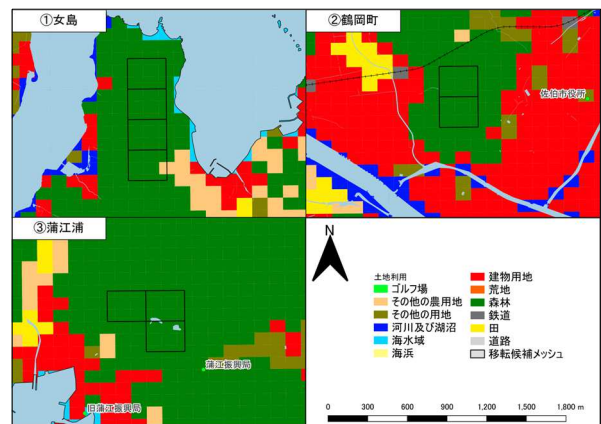 ①女島
②鶴岡町
佐伯市役所
③蒲江浦
蒲江振興局
旧蒲江振興局
N
土地利用
ゴルフ場
その他の農用地
その他の用地
河川及び湖沼
海水域
海浜
建物用地
荒地
森林
鉄道
田
道路
移転候補メッシュ
0 300 600 900 1,200 1,500 1,800 m